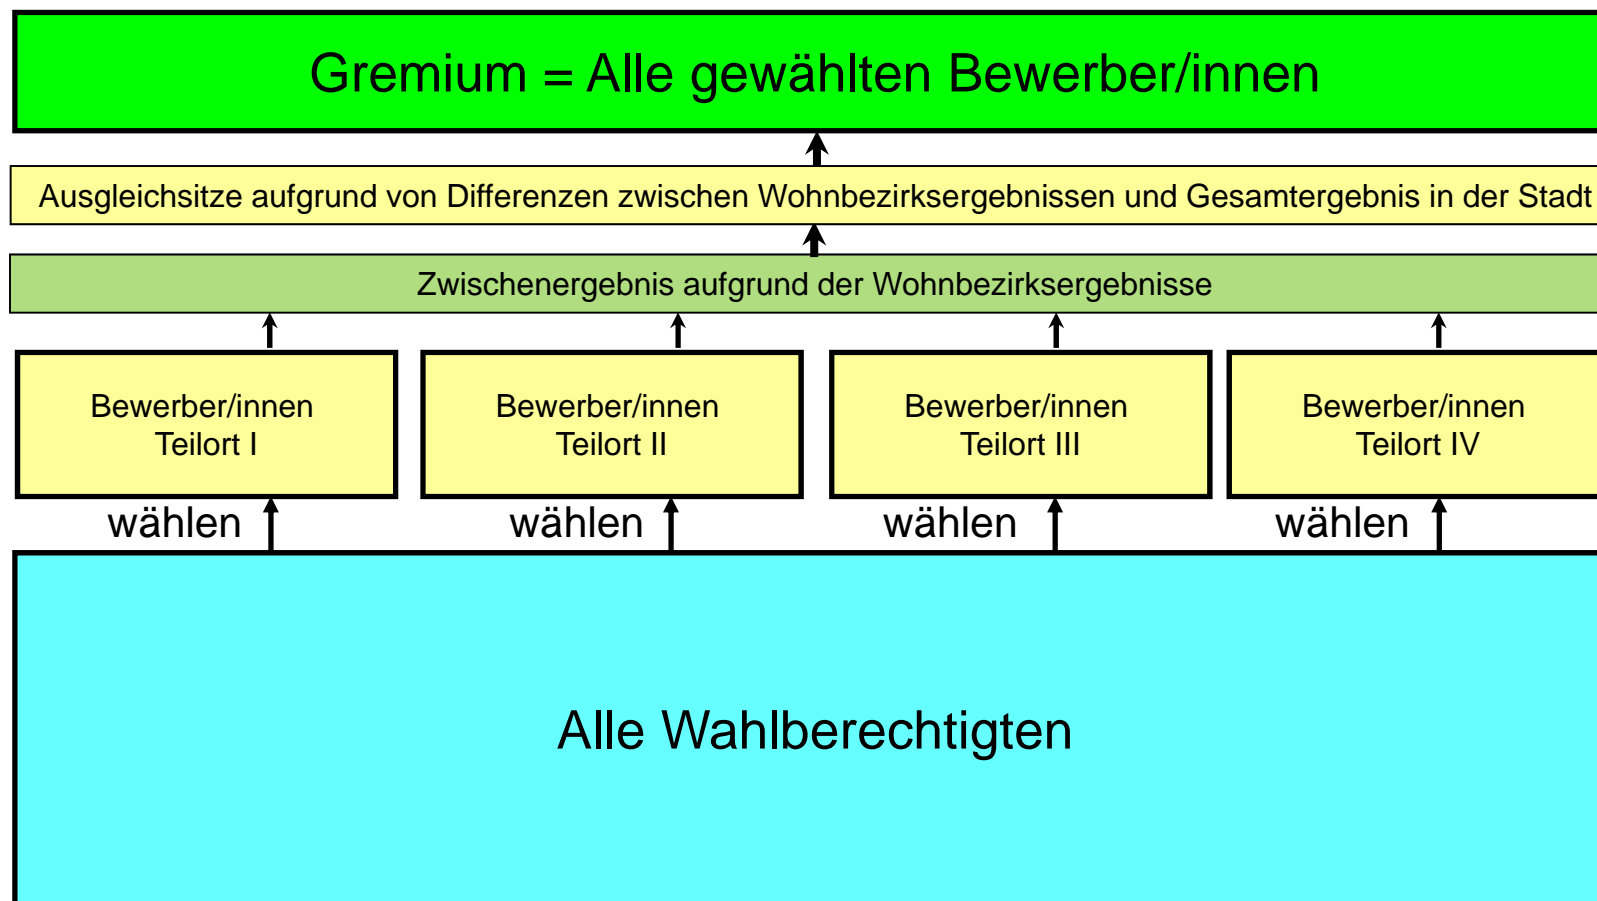 Gremium = Alle gewählten Bewerber/innen
Ausgleichsitze aufgrund von Differenzen zwischen Wohnbezirksergebnissen und Gesamtergebnis in der Stadt
Zwischenergebnis aufgrund der Wohnbezirksergebnisse
Bewerber/innen
Teilort I
Bewerber/innen
Teilort II
Bewerber/innen
Teilort III
Bewerber/innen
Teilort IV
wählen
wählen
wählen
wählen
Alle Wahlberechtigten